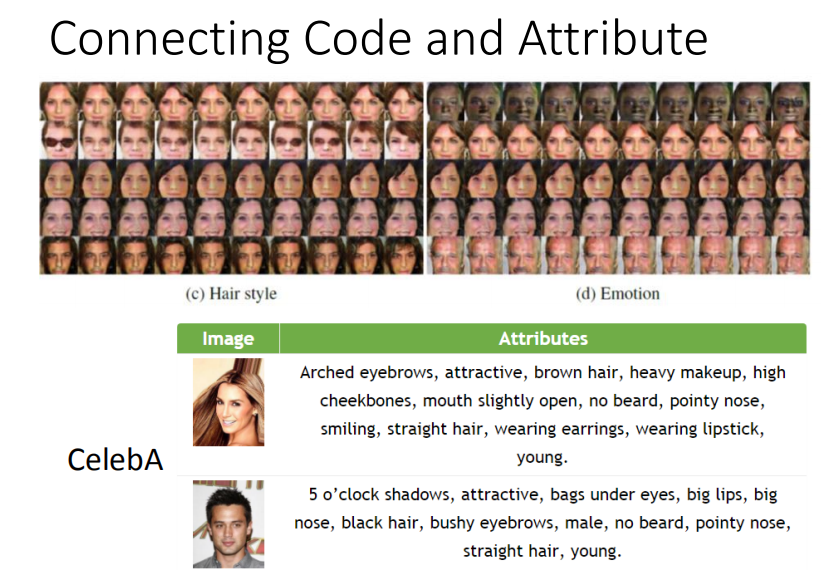 Connecting Code and Attribute
(c) Hair style
(d) Emotion
Image
Attributes
Arched eyebrows, attractive, brown hair, heavy makeup, high
cheekbones, mouth slightly open, no beard, pointy nose,
smiling, straight hair, wearing earrings, wearing lipstick,
young.
CelebA
5 o’clock shadows, attractive, bags under eyes, big lips, big
nose, black hair, bushy eyebrows, male, no beard, pointy nose,
straight hair, young.